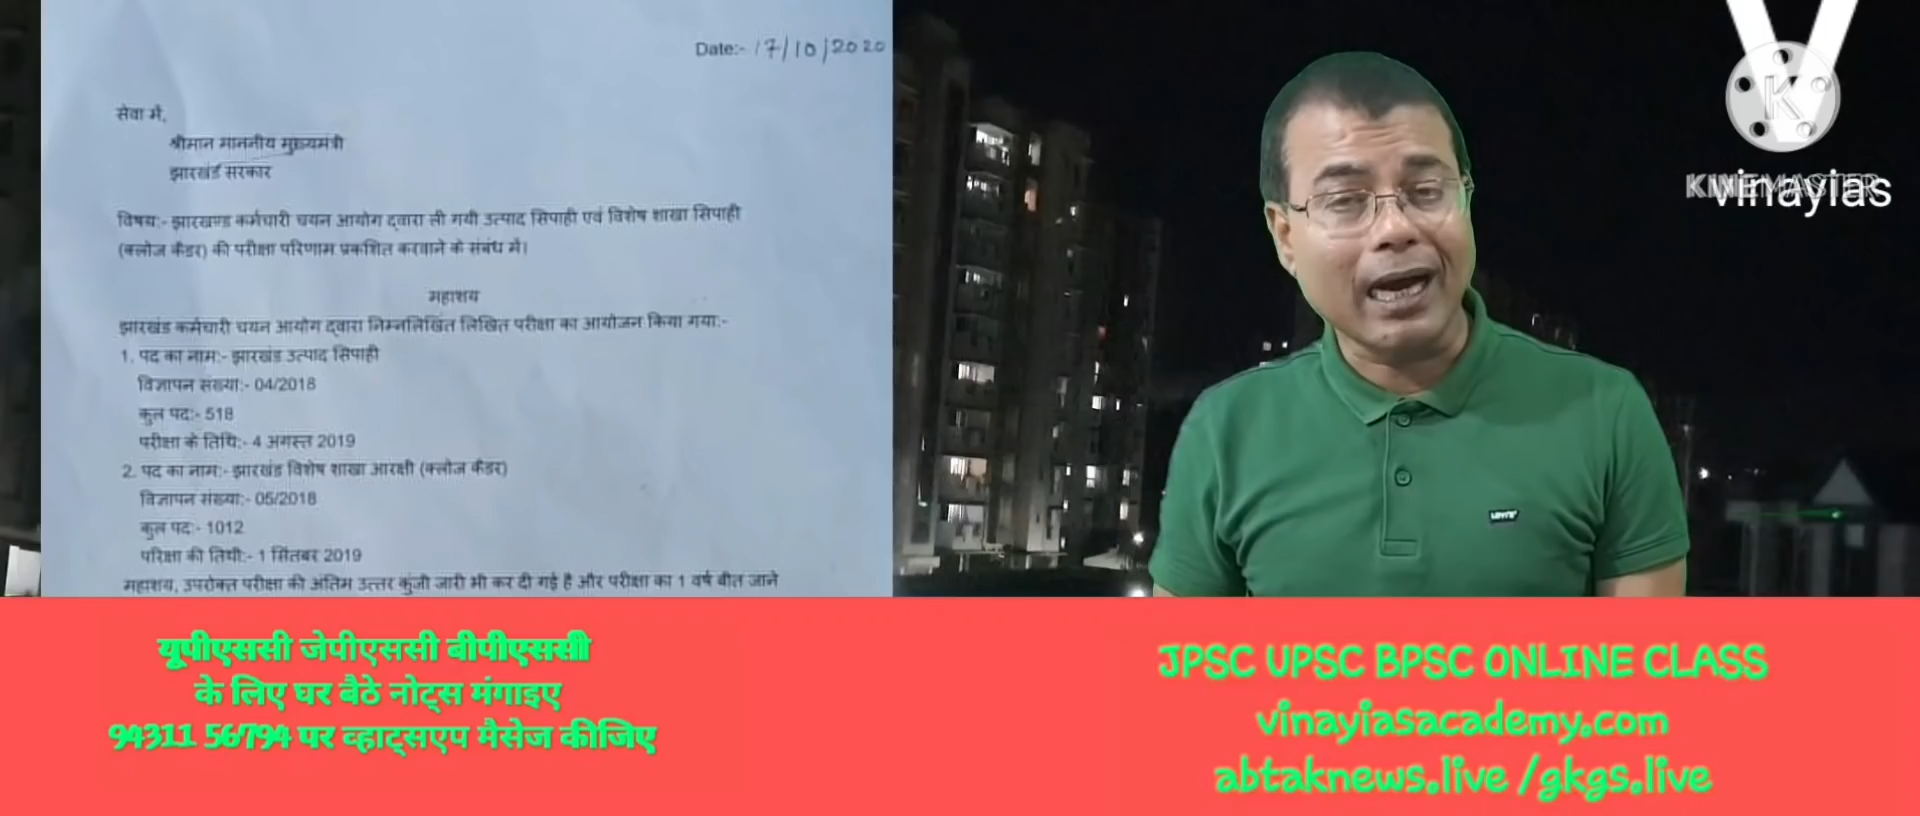 Date:- 17/10/2020
सेवा में,
श्रीमान माननीय मुख्यमंत्री
झारखंड सरकार
विषय:- झारखण्ड कर्मचारी चयन आयोग द्वारा ली गयी उत्पाद सिपाही एवं विशेष शाखा सिपाही
(क्लोज कैडर) की परीक्षा परिणाम प्रकशित करवाने के संबंध में।
महाशय
झारखंड कर्मचारी चयन आयोग द्वारा निम्नलिखित लिखित परीक्षा का आयोजन किया गया:-
1. पद का नाम:- झारखंड उत्पाद सिपाही
विज्ञापन संख्या:- 04/2018
कुल पद:- 518
परीक्षा के तिथि:- 4 अगस्त 2019
2. पद का नाम:- झारखंड विशेष शाखा आरक्षी (क्लोज कैडर)
विज्ञापन संख्या:- 05/2018
कुल पद:- 1012
परिक्षा की तिथी:- 1 सितंबर 2019
महाशय, उपरोक्त परीक्षा की अंतिम उत्तर कुंजी जारी भी कर दी गई है और परीक्षा का 1 वर्ष बीत जाने
K
KINEMASTER
vinayias
LEVI'S
यूपीएससी जेपीएससी बीपीएससी
के लिए घर बैठे नोट्स मंगाइए
94311 56794 पर व्हाट्सएप मैसेज कीजिए
JPSC UPSC BPSC ONLINE CLASS
vinayiasacademy.com
abtaknews.live /gkgs.live